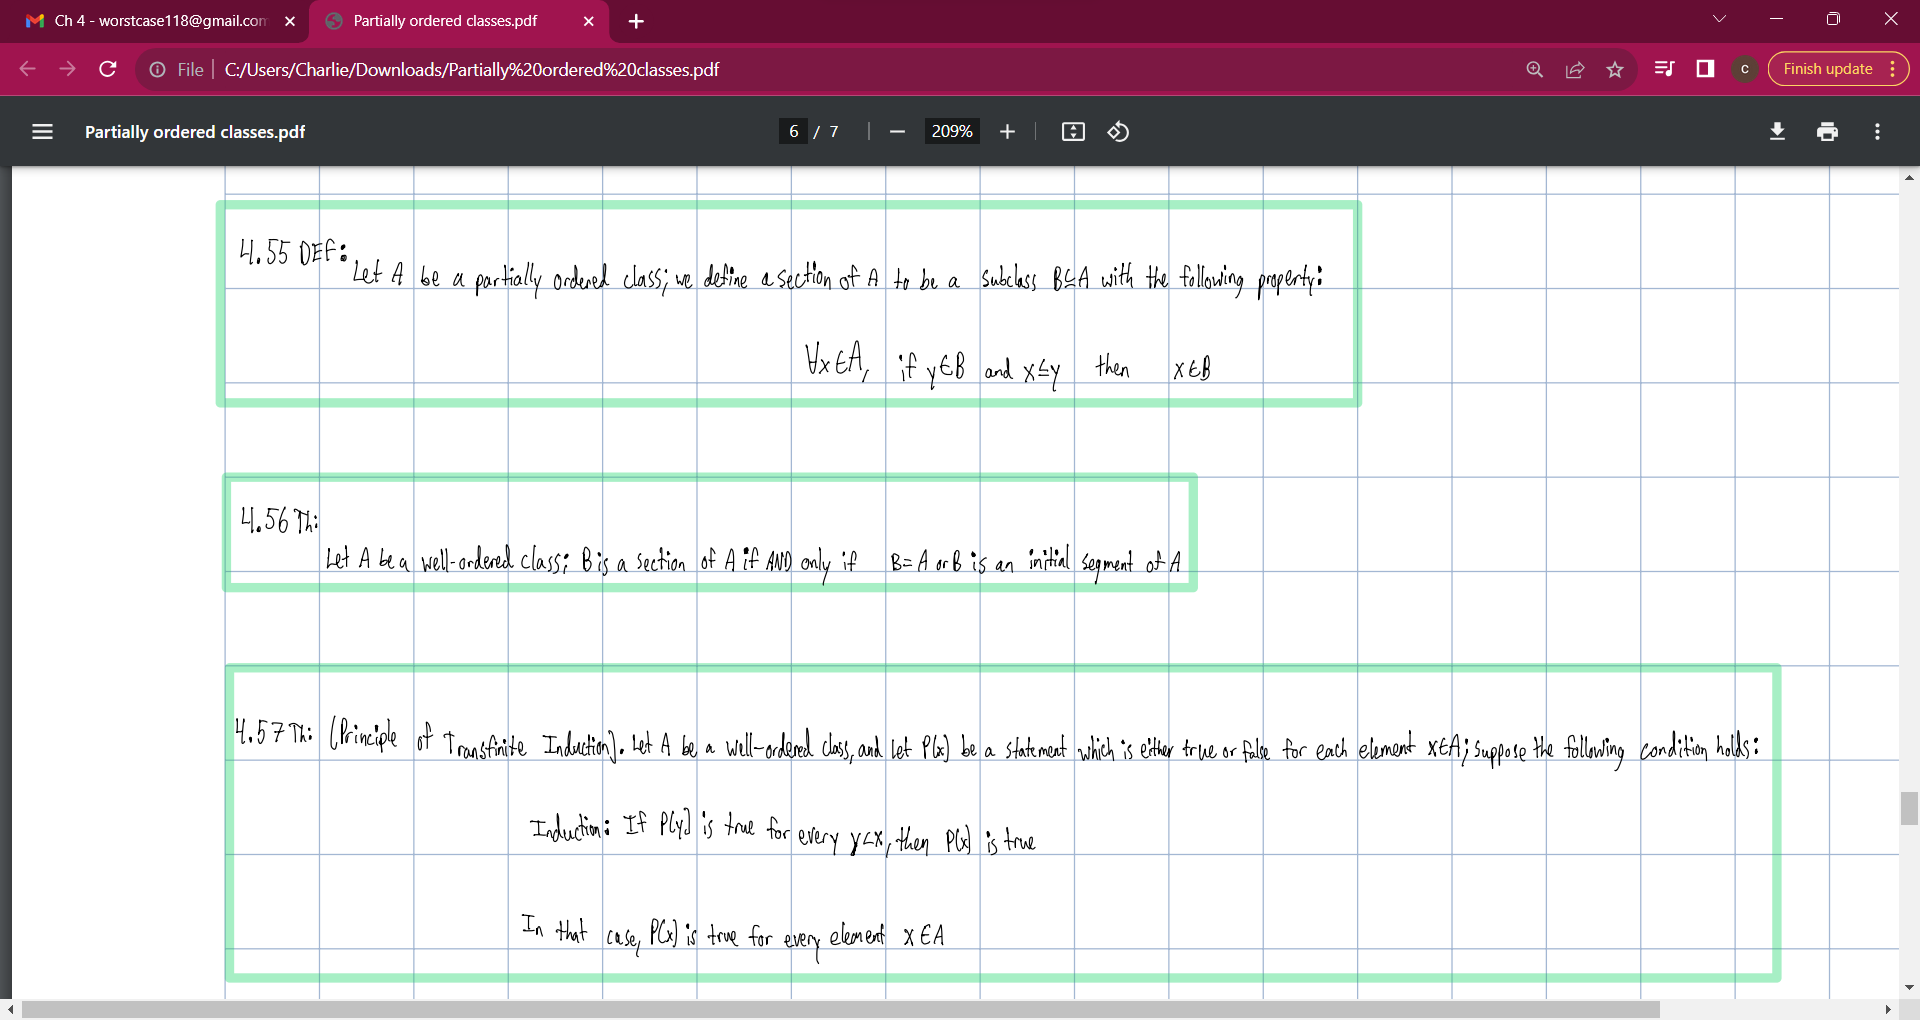 Ch 4 - worstcase118@gmail.com
Partially ordered classes.pdf
File
C:/Users/Charlie/Downloads/Partially%20ordered%20classes.pdf
C
Finish update
Partially ordered classes.pdf
6 / 7
209%
4.55 DEF:
Let A be a partially ordered class; we define a section of A to be a subclass B⊆A with the following property:
∀x∈A, if y∈B and x≤y then x∈B
4.56 Th:
Let A be a well-ordered class; B is a section of A if AND only if B=A or B is an initial segment of A
4.57 Th: (Principle of Transfinite Induction). Let A be a well-ordered class, and let P(x) be a statement which is either true or false for each element x∈A; suppose the following condition holds:
Induction: If P(y) is true for every y<x, then P(x) is true
In that case, P(x) is true for every element x∈A